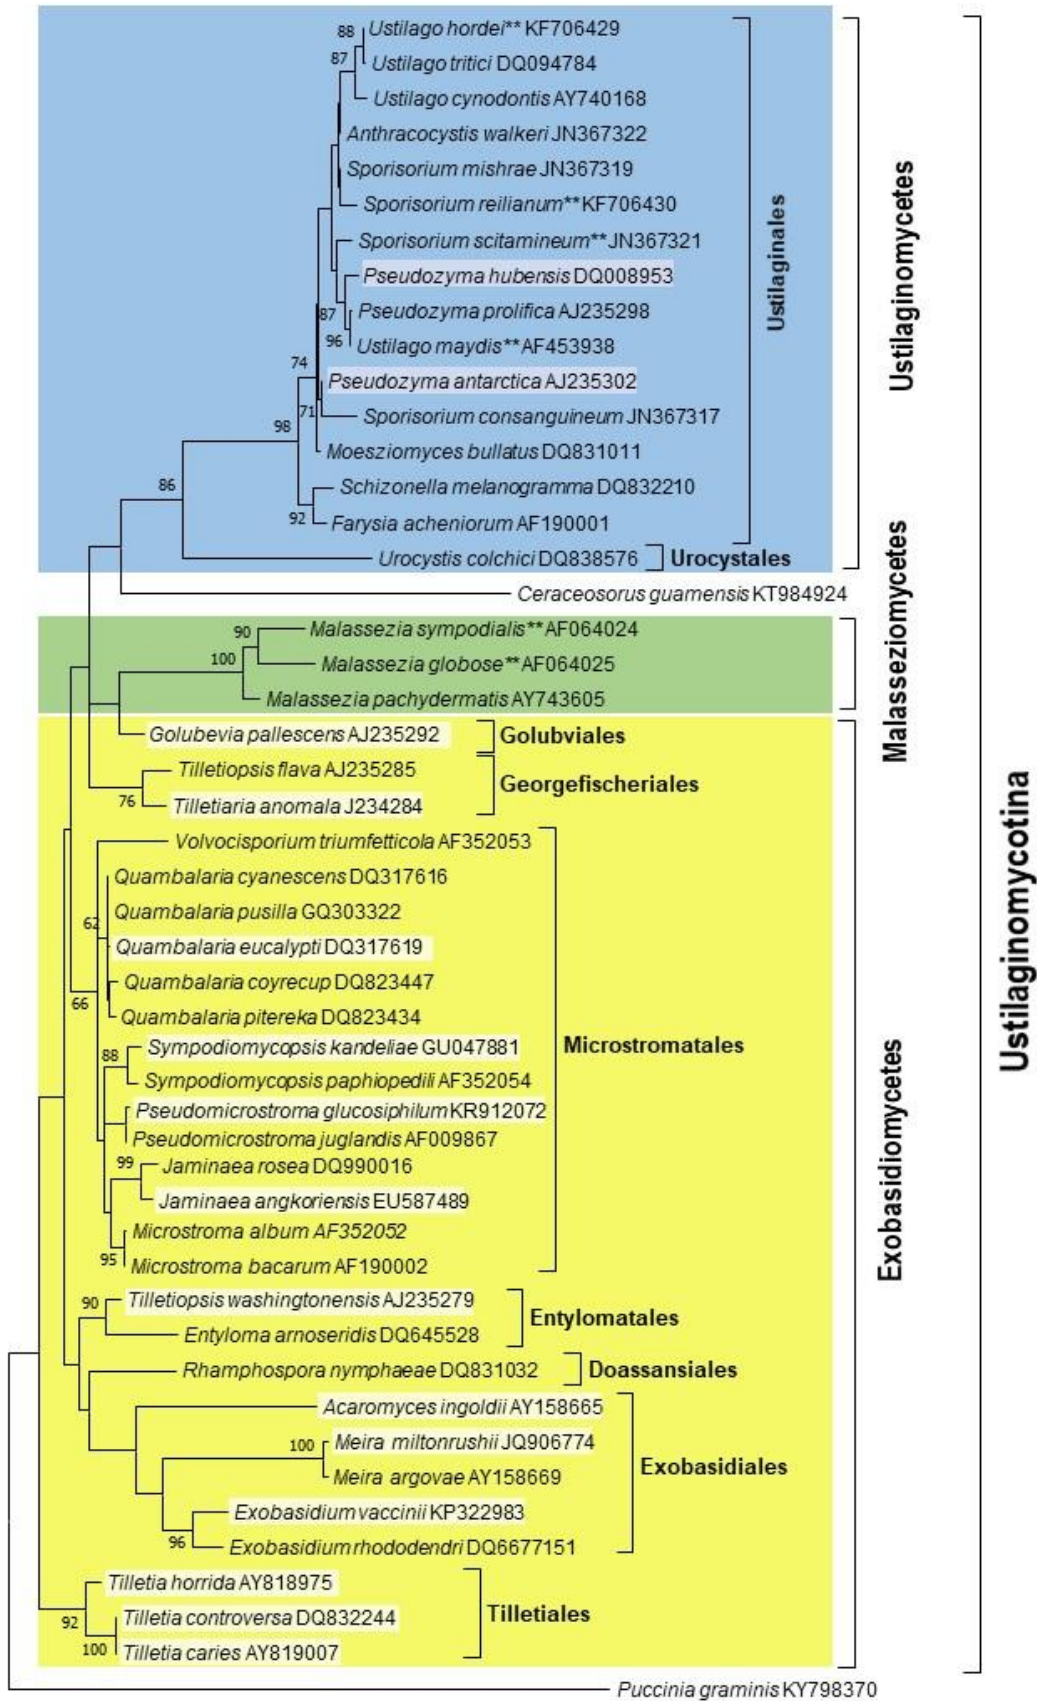 88 Ustilago hordei** KF706429
87 Ustilago tritici DQ094784
Ustilago cynodontis AY740168
Anthracocystis walkeri JN367322
Sporisorium mishrae JN367319
Sporisorium reilianum** KF706430
Sporisorium scitamineum** JN367321
Pseudozyma hubensis DQ008953
87 Pseudozyma prolifica AJ235298
96 Ustilago maydis** AF453938
74 Pseudozyma antarctica AJ235302
71 Sporisorium consanguineum JN367317
98 Moesziomyces bullatus DQ831011
86 Schizonella melanogramma DQ832210
92 Farysia acheniorum AF190001
Urocystis colchici DQ838576
Ustilaginales
Urocystales
Ustilaginomycetes
Ceraceosorus guamensis KT984924
90 Malassezia sympodialis** AF064024
100 Malassezia globose** AF064025
Malassezia pachydermatis AY743605
Malasseziomycetes
Golubevia pallescens AJ235292
Golubviales
Tilletiopsis flava AJ235285
76 Tilletiaria anomala J234284
Georgefischeriales
Volvocisporium triumfetticola AF352053
Quambalaria cyanescens DQ317616
Quambalaria pusilla GQ303322
62 Quambalaria eucalypti DQ317619
Quambalaria coyrecup DQ823447
66 Quambalaria pitereka DQ823434
88 Sympodiomycopsis kandeliae GU047881
Sympodiomycopsis paphiopedili AF352054
Pseudomicrostroma glucosiphilum KR912072
Pseudomicrostroma juglandis AF009867
99 Jaminaea rosea DQ990016
Jaminaea angkoriensis EU587489
Microstroma album AF352052
95 Microstroma bacarum AF190002
Microstromatales
90 Tilletiopsis washingtonensis AJ235279
Entyloma arnoseridis DQ645528
Entylomatales
Rhamphospora nymphaeae DQ831032
Doassansiales
Acaromyces ingoldii AY158665
100 Meira miltonrushii JQ906774
Meira argovae AY158669
Exobasidium vaccinii KP322983
96 Exobasidium rhododendri DQ6677151
Exobasidiales
Tilletia horrida AY818975
92 Tilletia controversa DQ832244
100 Tilletia caries AY819007
Tilletiales
Exobasidiomycetes
Ustilaginomycotina
Puccinia graminis KY798370